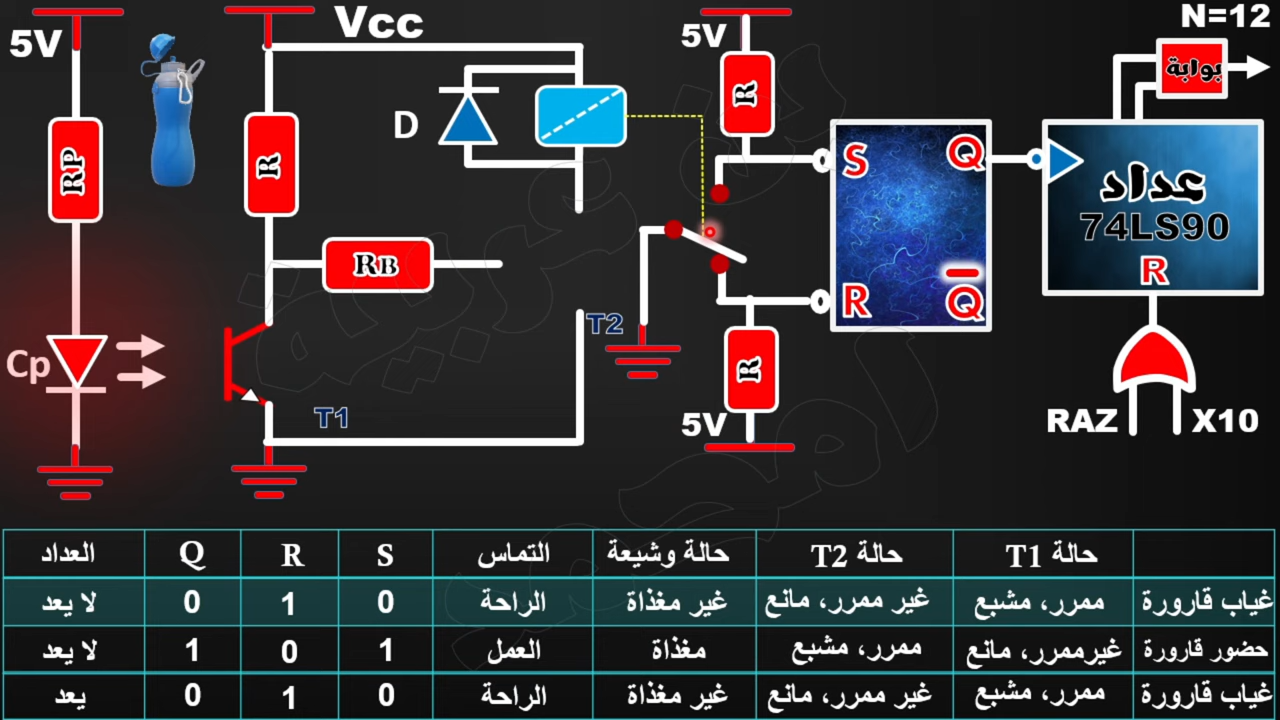 N=12
Vcc
5V
5V
بوابة
R
D
S
Q
عداد
74LS90
RP
R
RB
R
Q
R
T2
Cp
R
T1
5V
RAZ
X10
حالة T1
حالة T2
حالة وشيعة
التماس
S
R
Q
العداد
غياب قارورة
ممرر، مشبع
غير ممرر، مانع
غير مغذاة
الراحة
0
1
0
لا يعد
حضور قارورة
غيرممرر، مانع
ممرر، مشبع
مغذاة
العمل
1
0
1
لا يعد
غياب قارورة
ممرر، مشبع
غير ممرر، مانع
غير مغذاة
الراحة
0
1
0
يعد